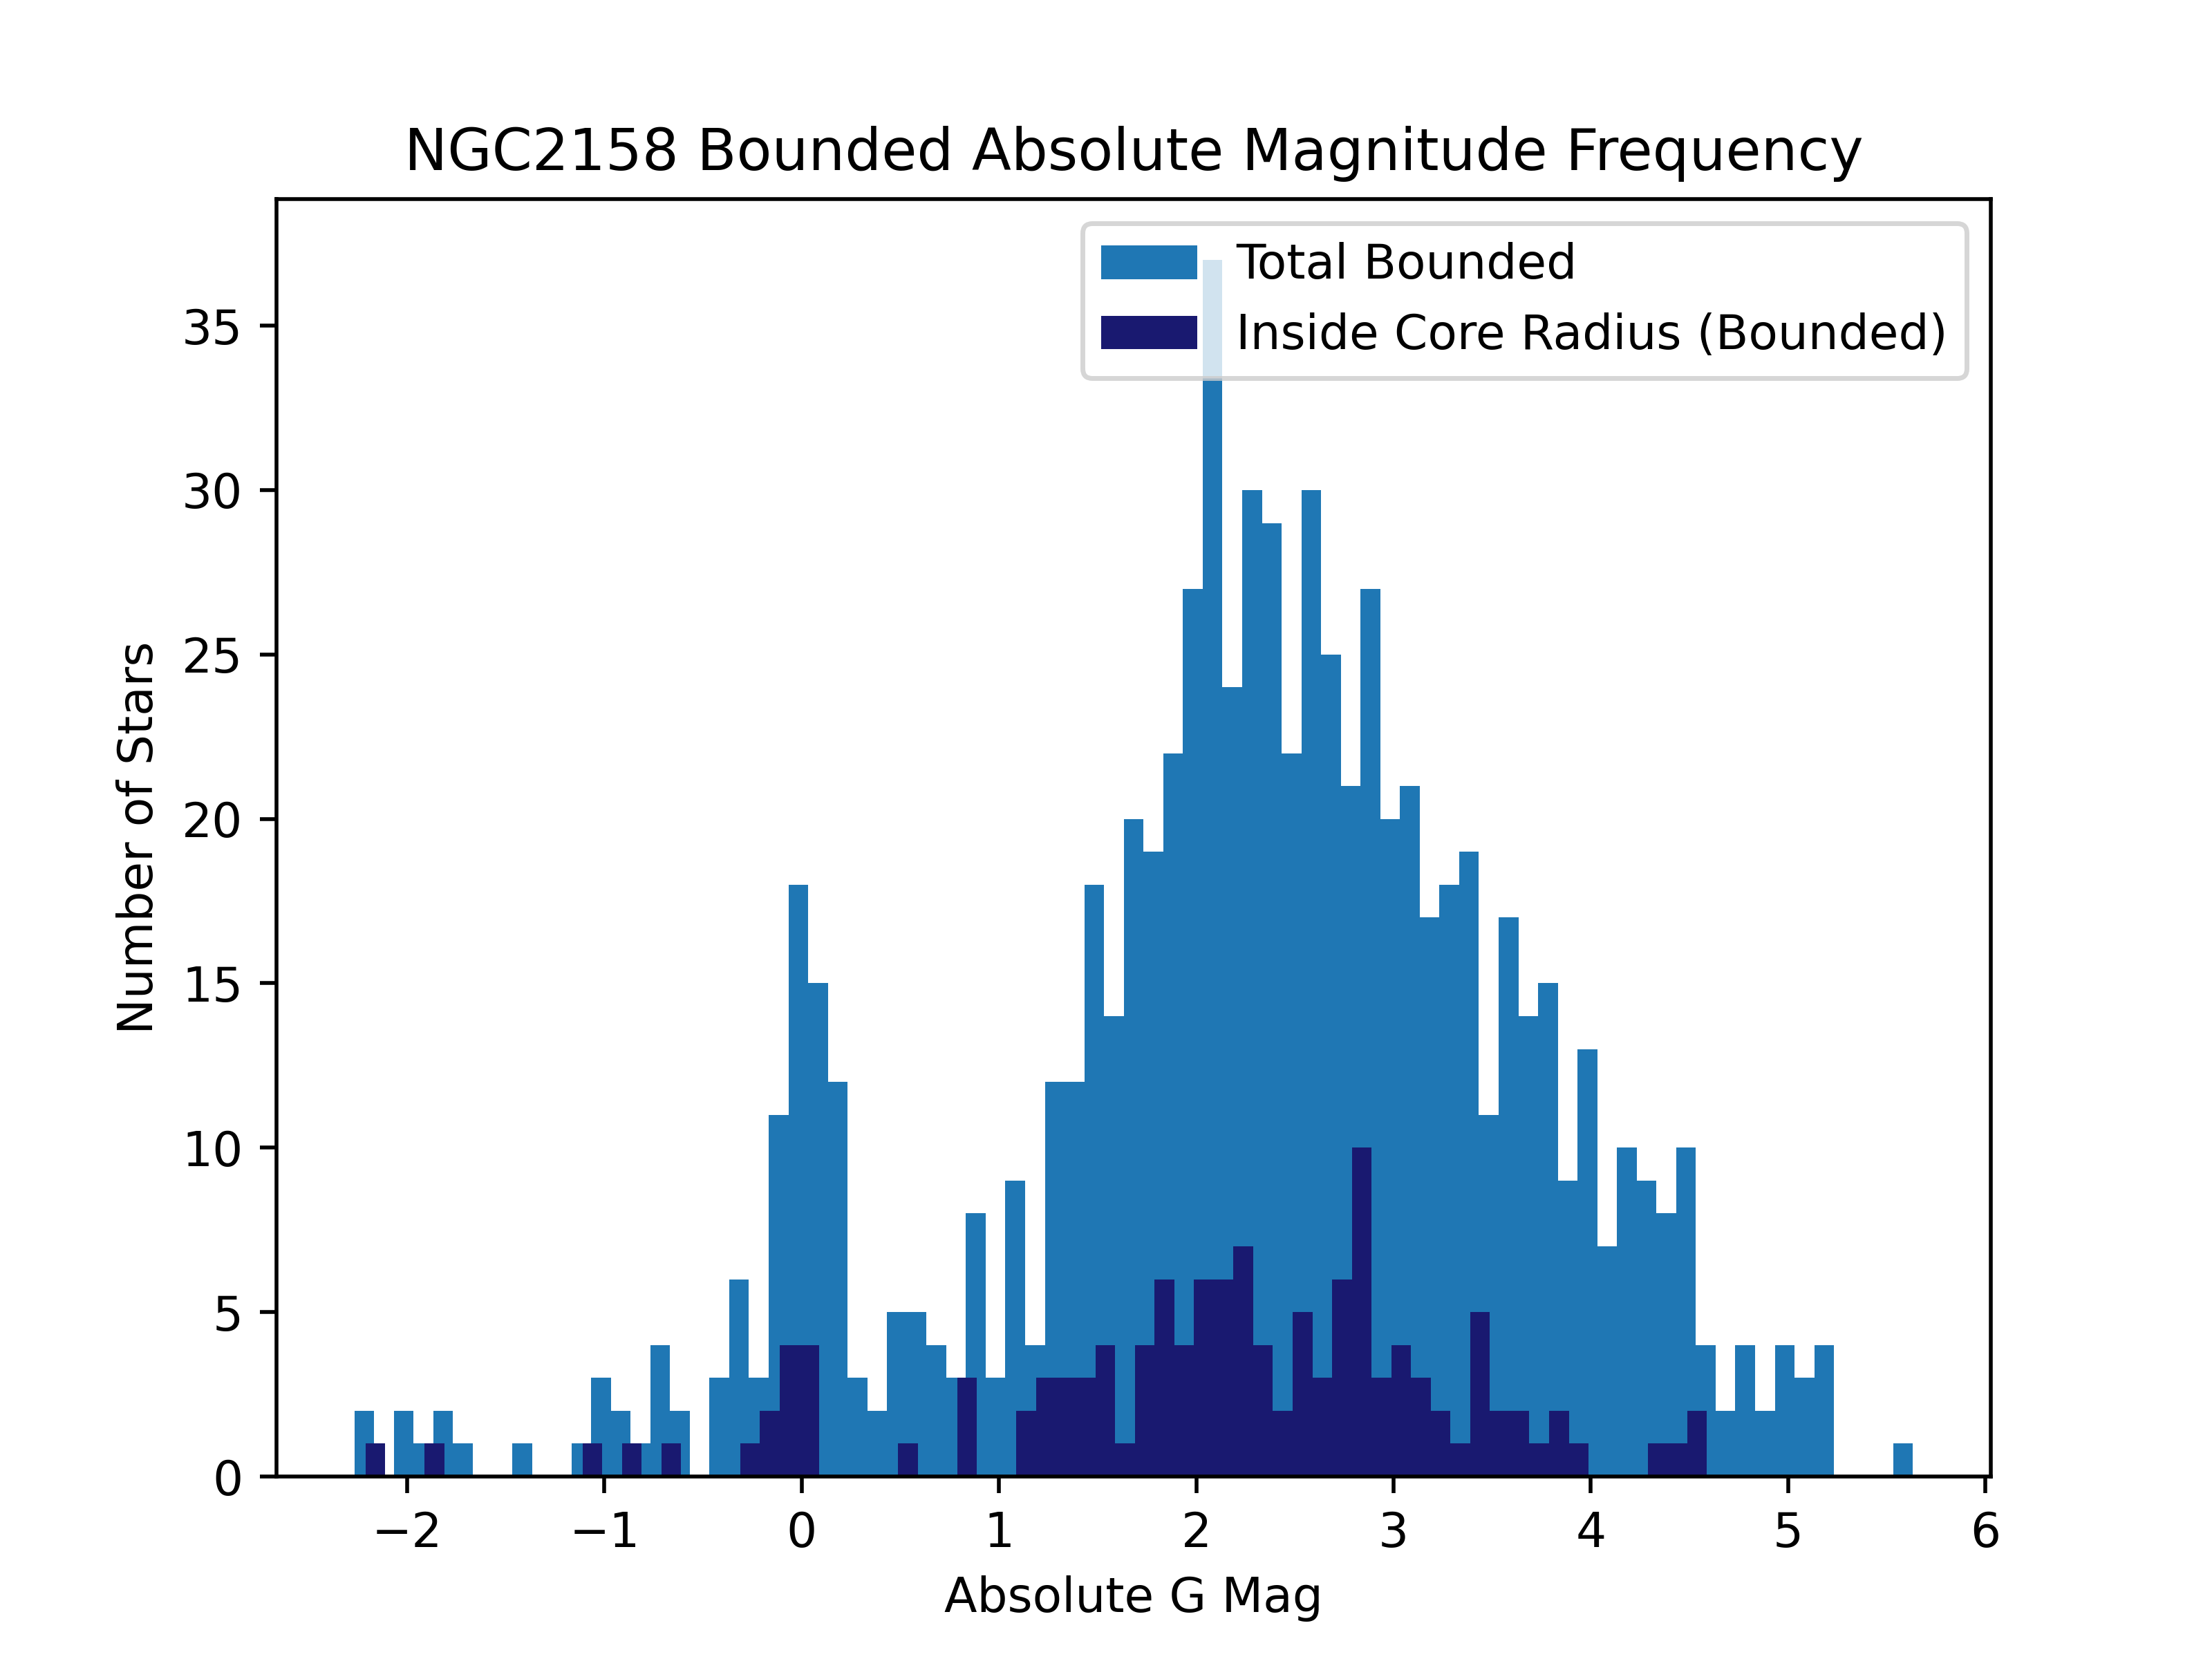 NGC2158 Bounded Absolute Magnitude Frequency
Total Bounded
Inside Core Radius (Bounded)
Number of Stars
35
30
25
20
15
10
5
0
−2 −1 0 1 2 3 4 5 6
Absolute G Mag